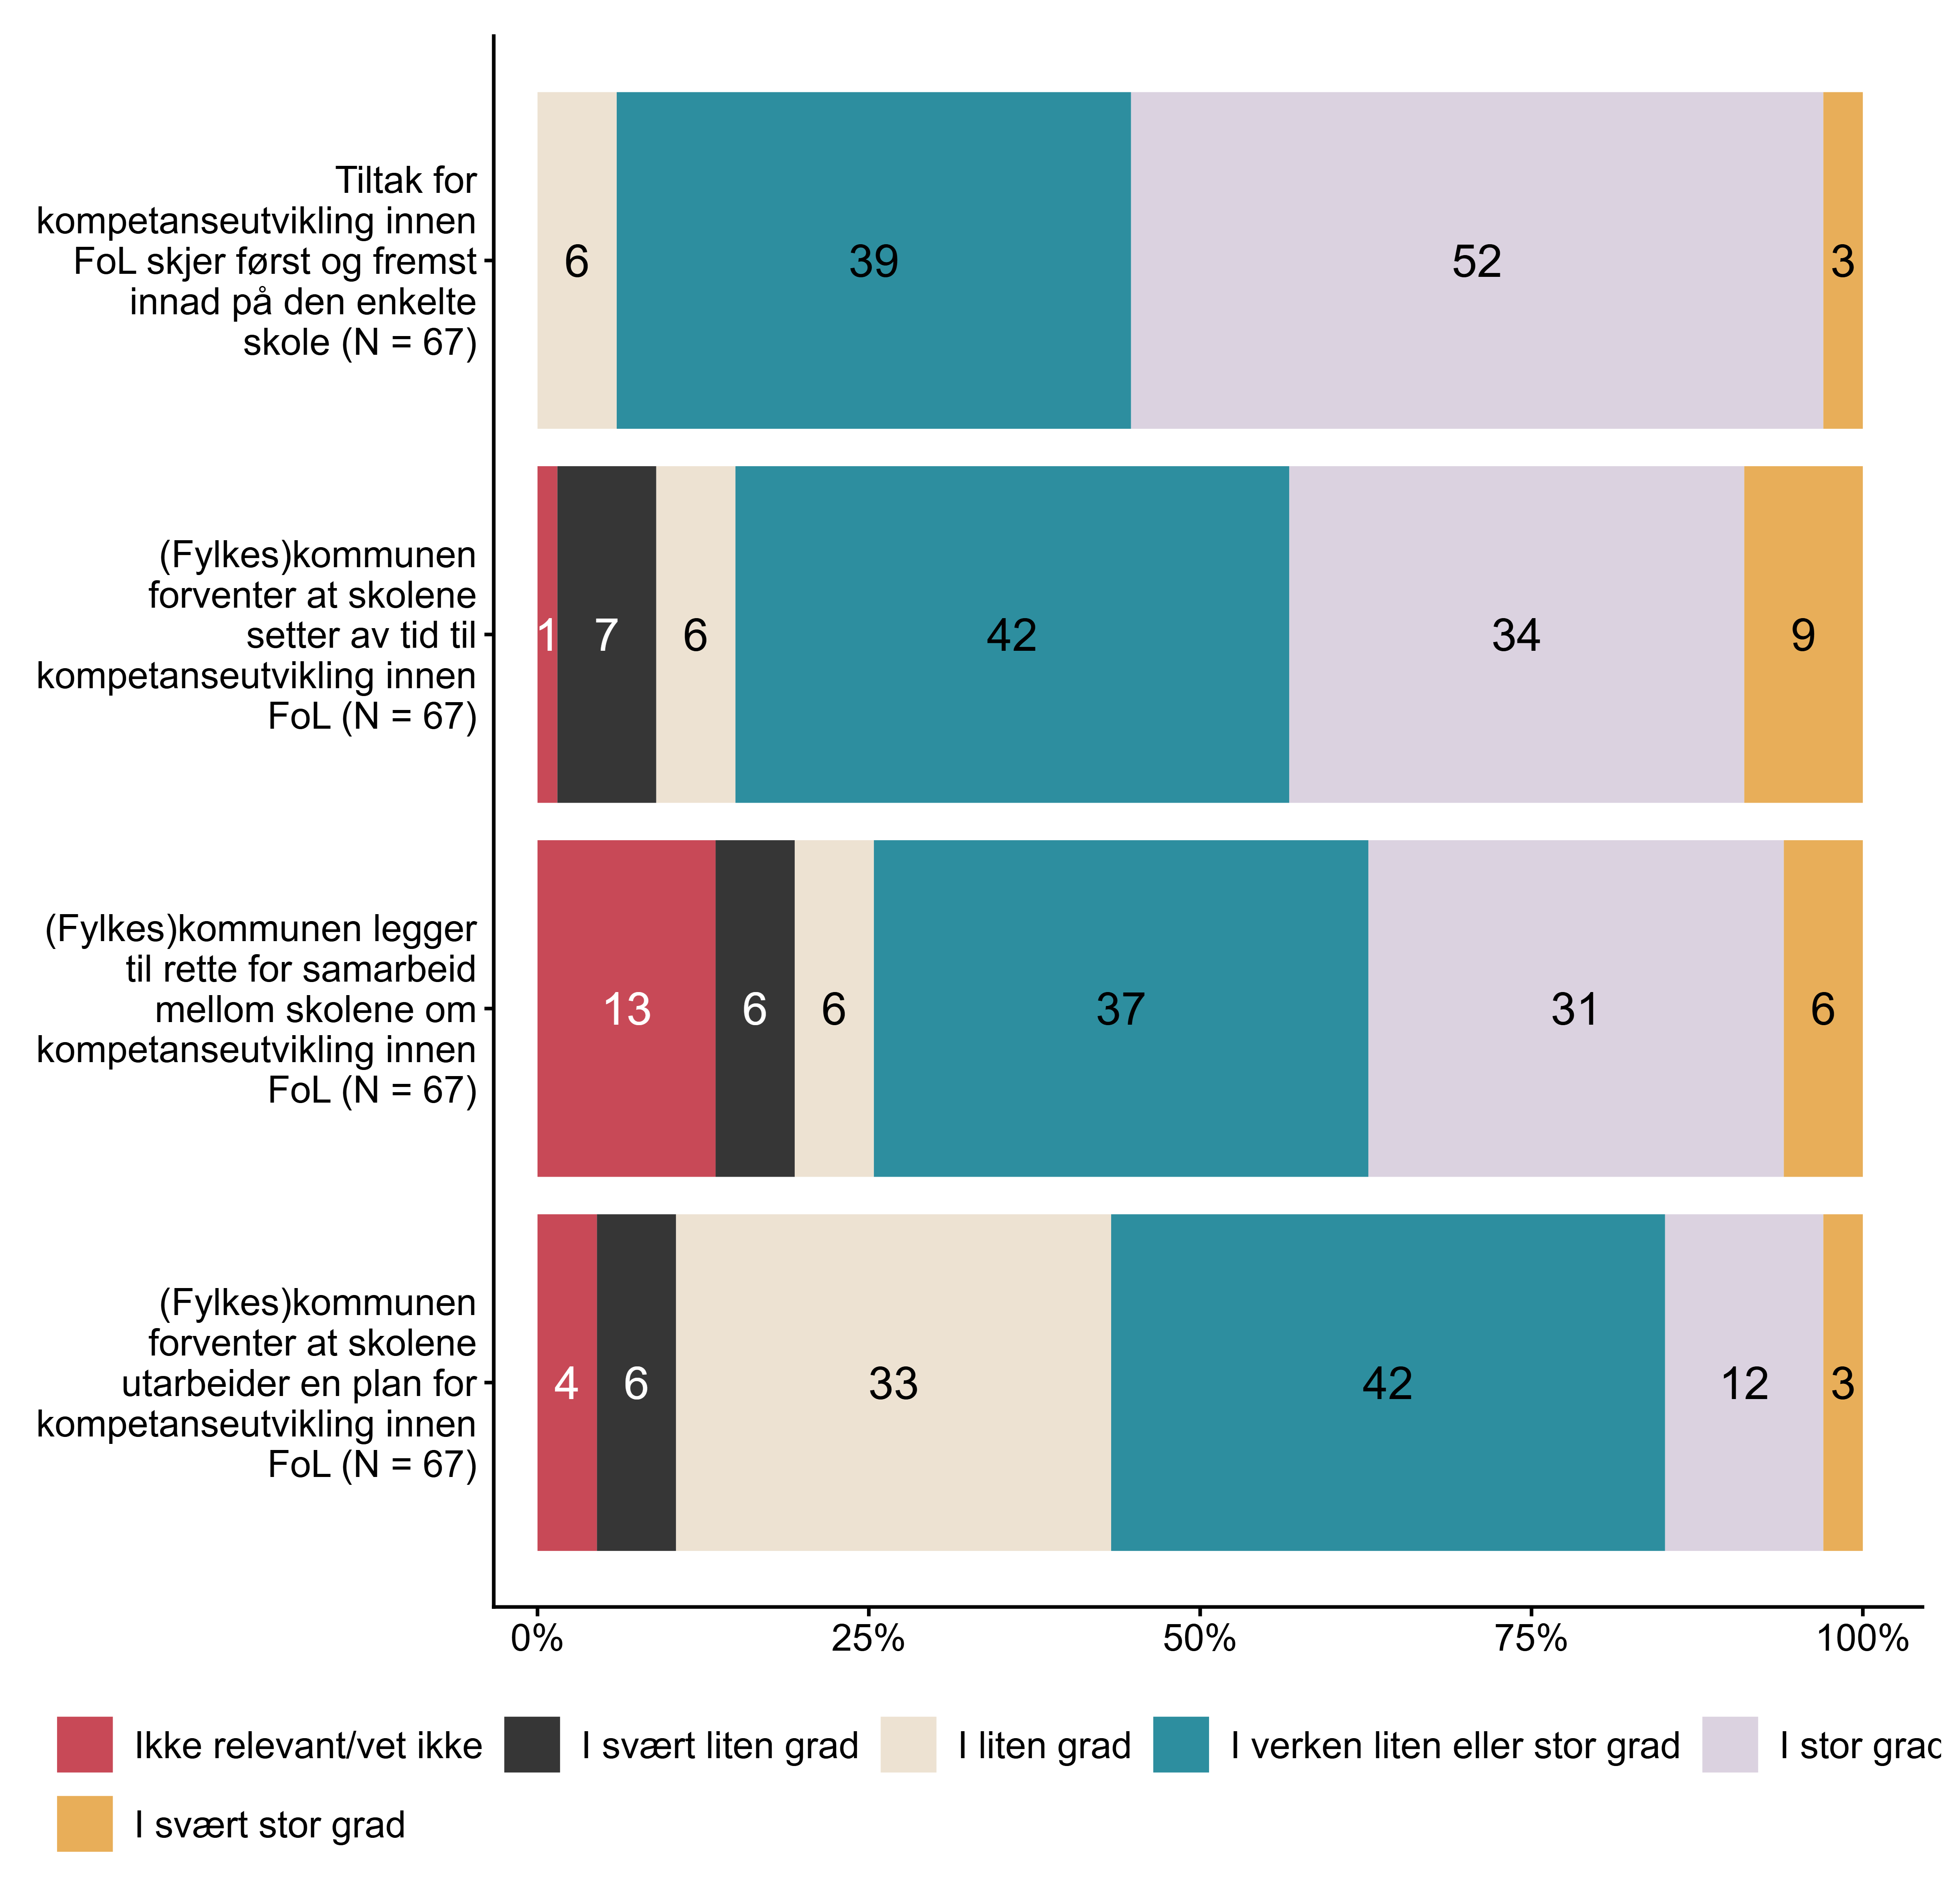 Tiltak for
kompetanseutvikling innen
FoL skjer først og fremst
innad på den enkelte
skole (N = 67)
6 39 52 3
(Fylkes)kommunen
forventer at skolene
setter av tid til
kompetanseutvikling innen
FoL (N = 67)
1 7 6 42 34 9
(Fylkes)kommunen legger
til rette for samarbeid
mellom skolene om
kompetanseutvikling innen
FoL (N = 67)
13 6 6 37 31 6
(Fylkes)kommunen
forventer at skolene
utarbeider en plan for
kompetanseutvikling innen
FoL (N = 67)
4 6 33 42 12 3
0% 25% 50% 75% 100%
Ikke relevant/vet ikke I svært liten grad I liten grad I verken liten eller stor grad I stor grad
I svært stor grad